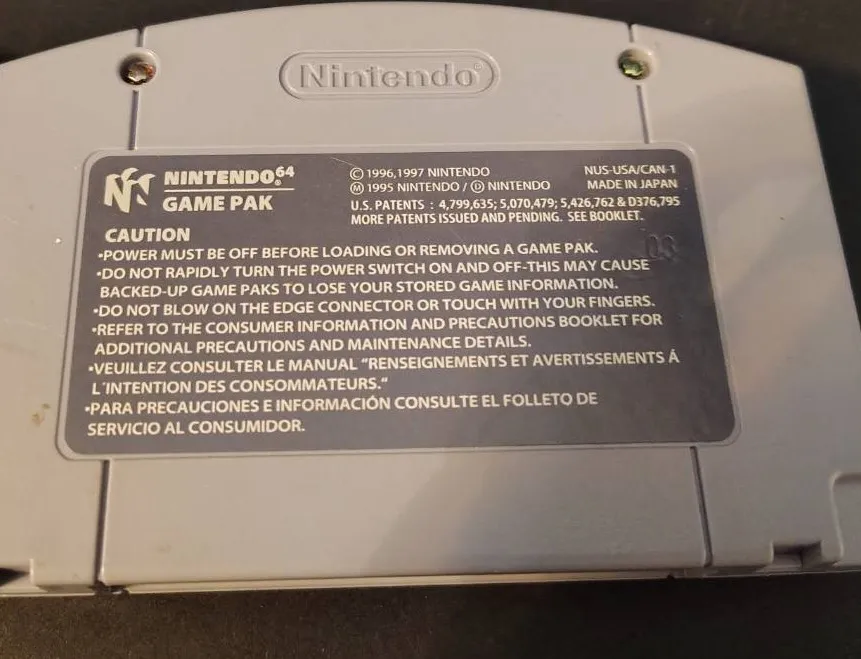 Nintendo®
NINTENDO®64
GAME PAK
© 1996,1997 NINTENDO
Ⓜ 1995 NINTENDO / Ⓓ NINTENDO
NUS-USA/CAN-1
MADE IN JAPAN
U.S. PATENTS : 4,799,635; 5,070,479; 5,426,762 & D376,795
MORE PATENTS ISSUED AND PENDING. SEE BOOKLET.
CAUTION
•POWER MUST BE OFF BEFORE LOADING OR REMOVING A GAME PAK.
•DO NOT RAPIDLY TURN THE POWER SWITCH ON AND OFF-THIS MAY CAUSE
BACKED-UP GAME PAKS TO LOSE YOUR STORED GAME INFORMATION.
•DO NOT BLOW ON THE EDGE CONNECTOR OR TOUCH WITH YOUR FINGERS.
•REFER TO THE CONSUMER INFORMATION AND PRECAUTIONS BOOKLET FOR
ADDITIONAL PRECAUTIONS AND MAINTENANCE DETAILS.
•VEUILLEZ CONSULTER LE MANUAL "RENSEIGNEMENTS ET AVERTISSEMENTS Á
L'INTENTION DES CONSOMMATEURS."
•PARA PRECAUCIONES E INFORMACIÓN CONSULTE EL FOLLETO DE
SERVICIO AL CONSUMIDOR.